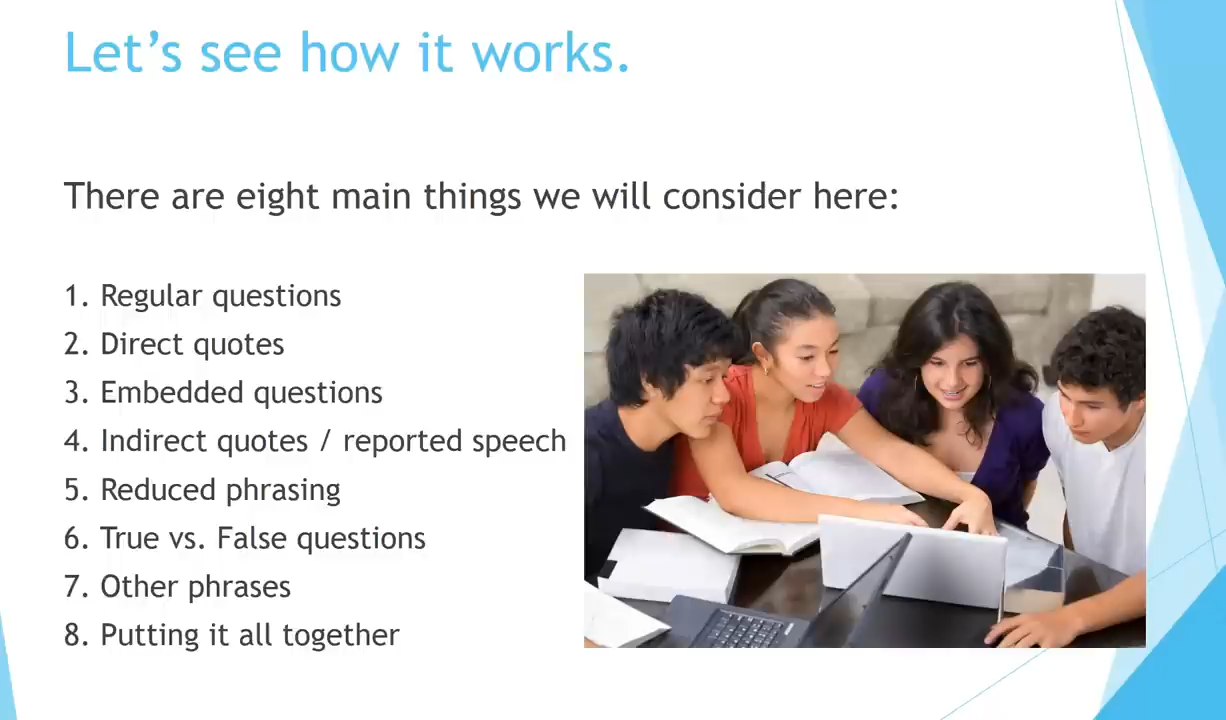 Let’s see how it works.
There are eight main things we will consider here:
1. Regular questions
2. Direct quotes
3. Embedded questions
4. Indirect quotes / reported speech
5. Reduced phrasing
6. True vs. False questions
7. Other phrases
8. Putting it all together